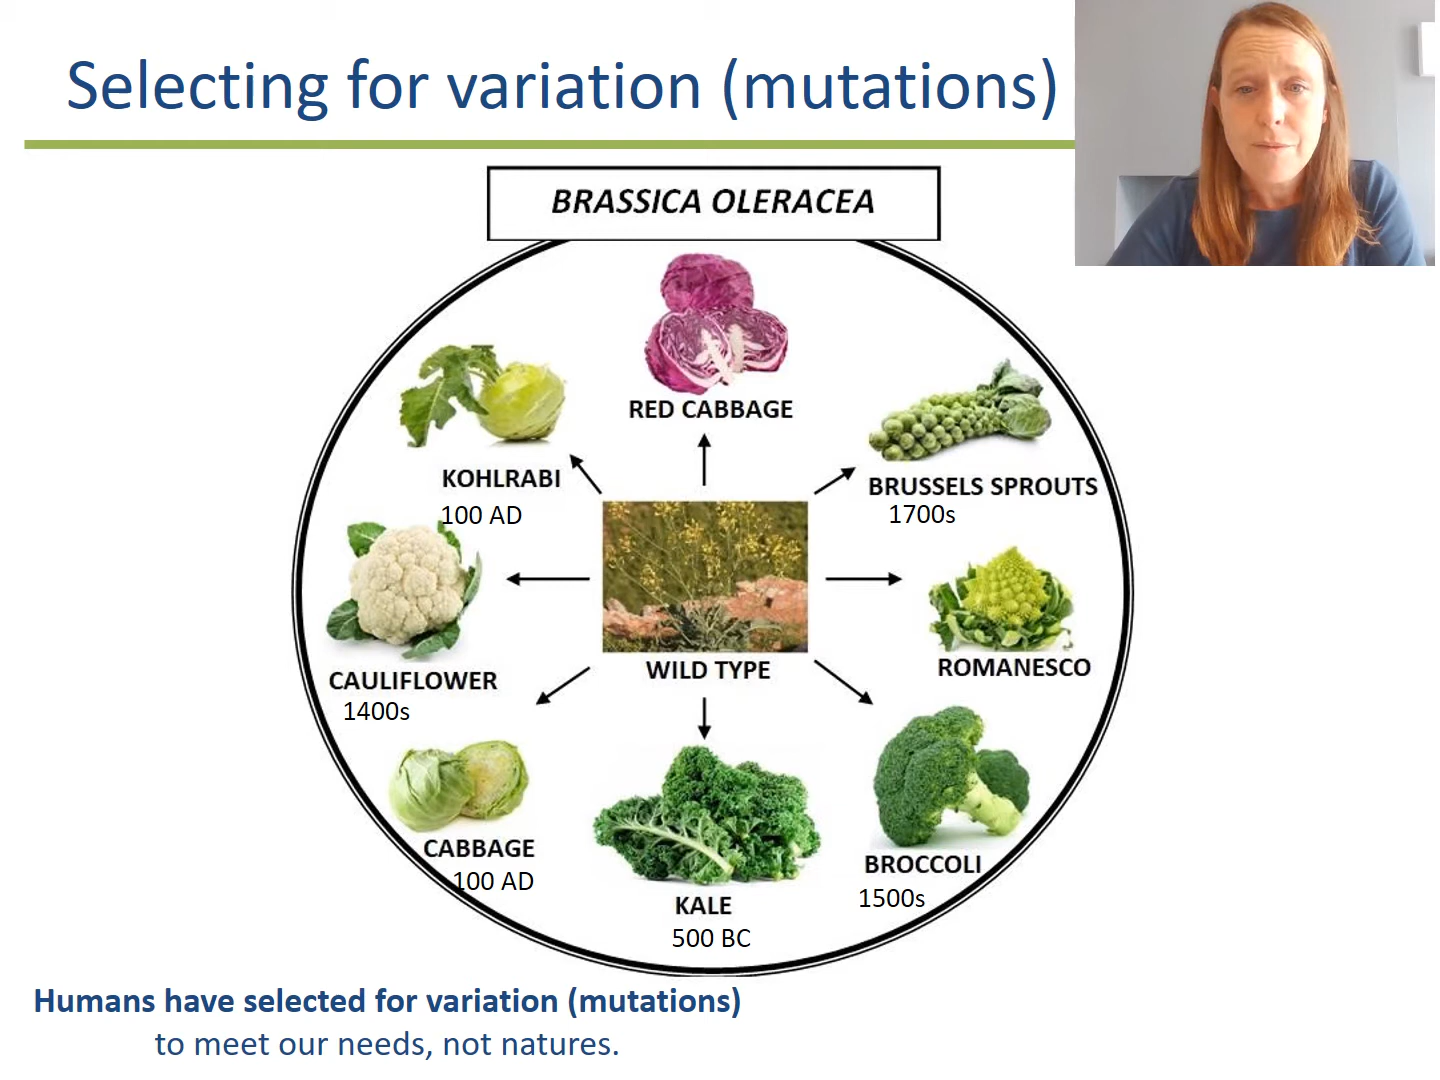 Selecting for variation (mutations)
BRASSICA OLERACEA
RED CABBAGE
KOHLRABI
100 AD
BRUSSELS SPROUTS
1700s
CAULIFLOWER
1400s
WILD TYPE
ROMANESCO
CABBAGE
100 AD
KALE
500 BC
BROCCOLI
1500s
Humans have selected for variation (mutations)
to meet our needs, not natures.